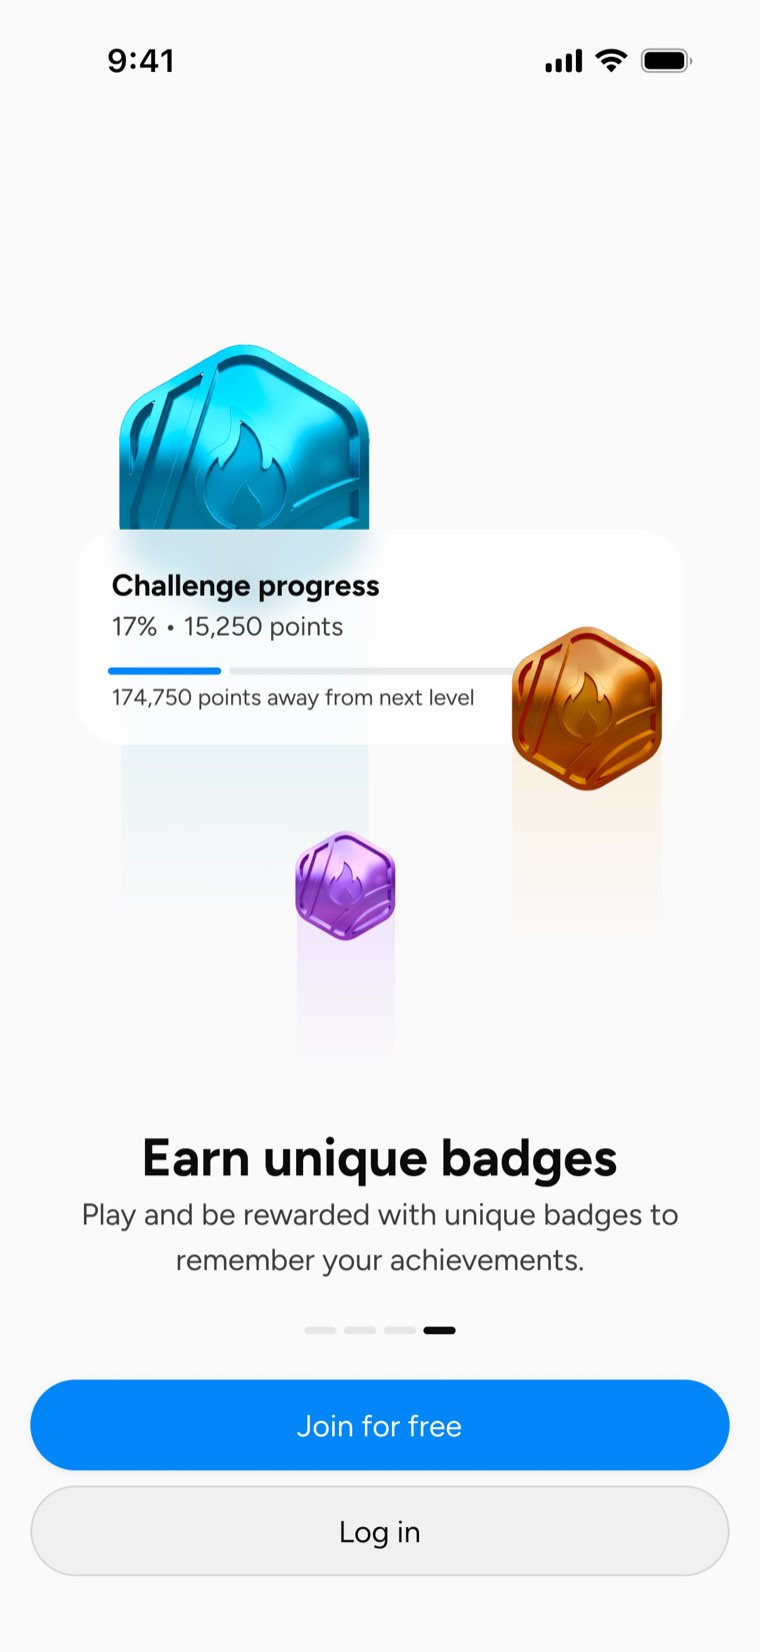 9:41
Challenge progress
17% • 15,250 points
174,750 points away from next level
Earn unique badges
Play and be rewarded with unique badges to
remember your achievements.
Join for free
Log in